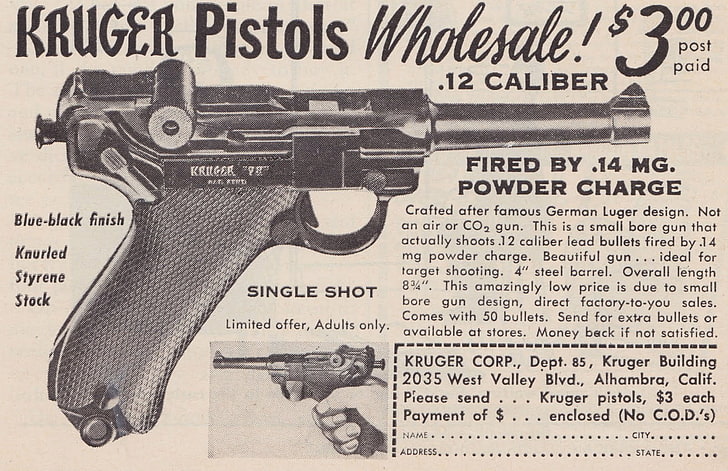 KRUGER Pistols Wholesale! $3.00
post
paid
.12 CALIBER
FIRED BY .14 MG.
POWDER CHARGE
KRUGER "98"
PAT. PEND.
Blue-black finish
Knurled
Styrene
Stock
SINGLE SHOT
Limited offer, Adults only.
Crafted after famous German Luger design. Not
an air or CO₂ gun. This is a small bore gun that
actually shoots .12 caliber lead bullets fired by .14
mg powder charge. Beautiful gun . . . ideal for
target shooting. 4" steel barrel. Overall length
8¾". This amazingly low price is due to small
bore gun design, direct factory-to-you sales.
Comes with 50 bullets. Send for extra bullets or
available at stores. Money back if not satisfied.
KRUGER CORP., Dept. 85, Kruger Building
2035 West Valley Blvd., Alhambra, Calif.
Please send . . . Kruger pistols, $3 each
Payment of $ . . . enclosed (No C.O.D.'s)
NAME . . . . . . . . . . . . . . . . . . . . CITY. . . . . . . . .
ADDRESS. . . . . . . . . . . . . . . . . . . STATE. . . . . . . .